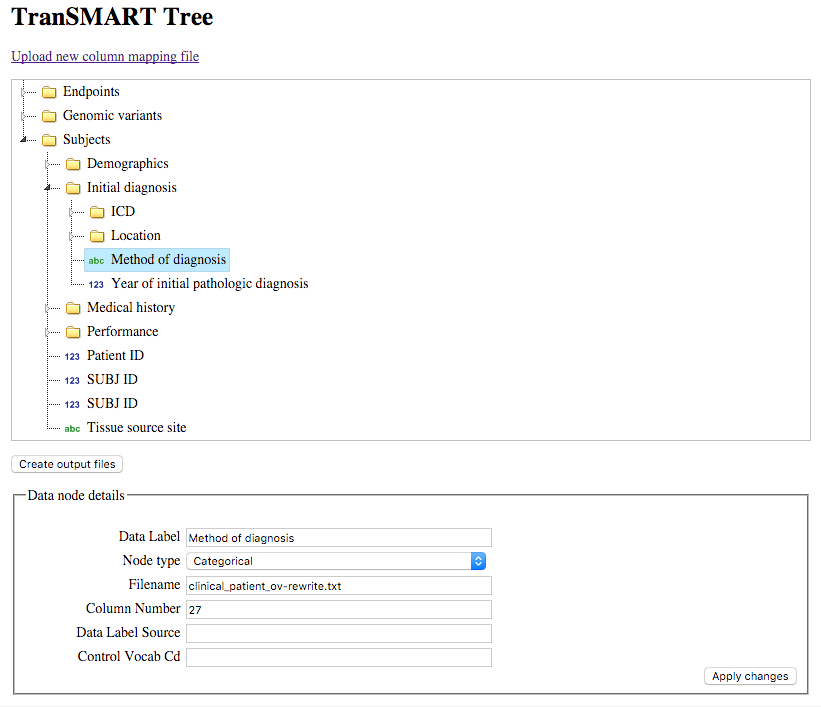 TranSMART Tree
Upload new column mapping file
Endpoints
Genomic variants
Subjects
Demographics
Initial diagnosis
ICD
Location
abc Method of diagnosis
123 Year of initial pathologic diagnosis
Medical history
Performance
123 Patient ID
123 SUBJ ID
123 SUBJ ID
abc Tissue source site
Create output files
Data node details
Data Label Method of diagnosis
Node type Categorical
Filename clinical_patient_ov-rewrite.txt
Column Number 27
Data Label Source
Control Vocab Cd
Apply changes